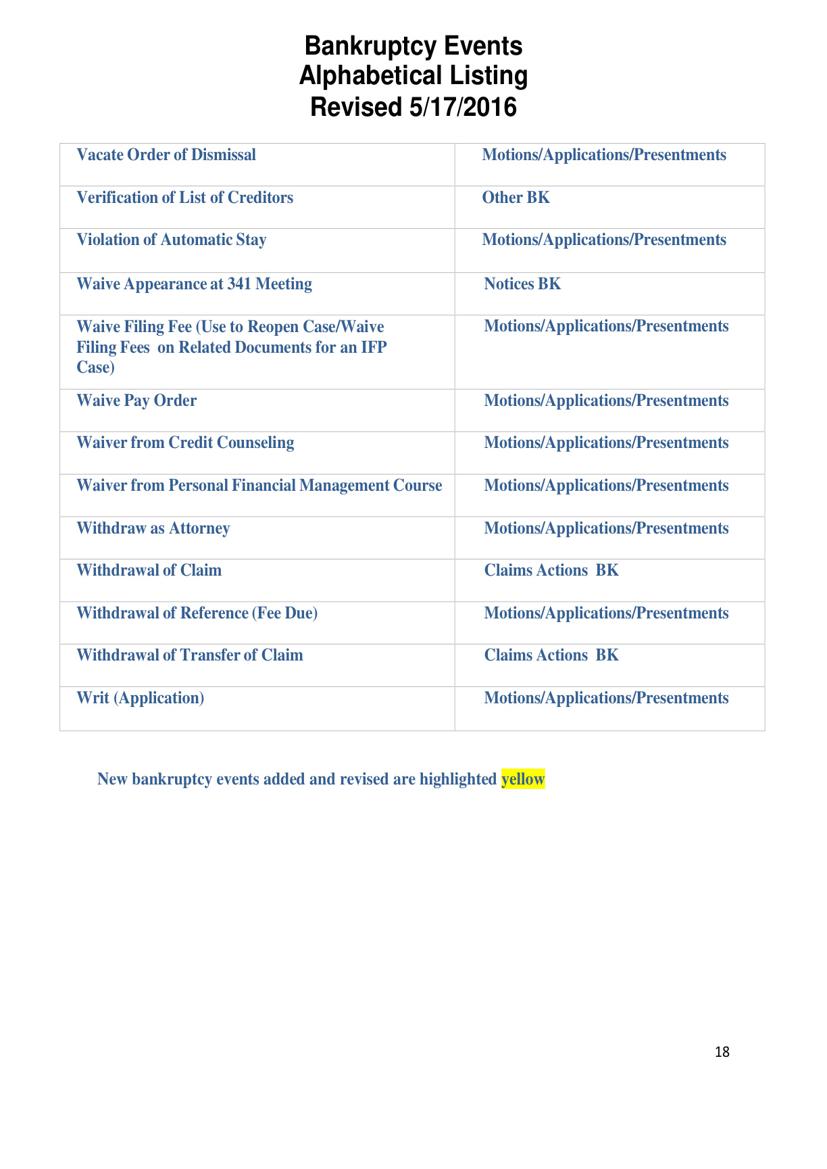 Bankruptcy Events
Alphabetical Listing
Revised 5/17/2016
Vacate Order of Dismissal Motions/Applications/Presentments
Verification of List of Creditors Other BK
Violation of Automatic Stay Motions/Applications/Presentments
Waive Appearance at 341 Meeting Notices BK
Waive Filing Fee (Use to Reopen Case/Waive Motions/Applications/Presentments
Filing Fees on Related Documents for an IFP
Case)
Waive Pay Order Motions/Applications/Presentments
Waiver from Credit Counseling Motions/Applications/Presentments
Waiver from Personal Financial Management Course Motions/Applications/Presentments
Withdraw as Attorney Motions/Applications/Presentments
Withdrawal of Claim Claims Actions BK
Withdrawal of Reference (Fee Due) Motions/Applications/Presentments
Withdrawal of Transfer of Claim Claims Actions BK
Writ (Application) Motions/Applications/Presentments
New bankruptcy events added and revised are highlighted yellow
18